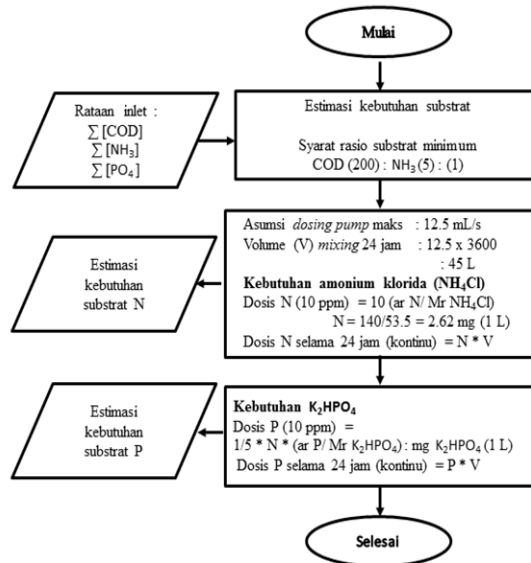 Mulai
Rataan inlet :
∑ [COD]
∑ [NH₃]
∑ [PO₄]
Estimasi kebutuhan substrat
Syarat rasio substrat minimum
COD (200) : NH₃ (5) : (1)
Asumsi dosing pump maks : 12.5 mL/s
Volume (V) mixing 24 jam : 12.5 x 3600
: 45 L
Kebutuhan amonium klorida (NH₄Cl)
Dosis N (10 ppm) = 10 (ar N/ Mr NH₄Cl)
N = 140/53.5 = 2.62 mg (1 L)
Dosis N selama 24 jam (kontinu) = N * V
Estimasi
kebutuhan
substrat N
Kebutuhan K₂HPO₄
Dosis P (10 ppm) =
1/5 * N * (ar P/ Mr K₂HPO₄) : mg K₂HPO₄ (1 L)
Dosis P selama 24 jam (kontinu) = P * V
Estimasi
kebutuhan
substrat P
Selesai